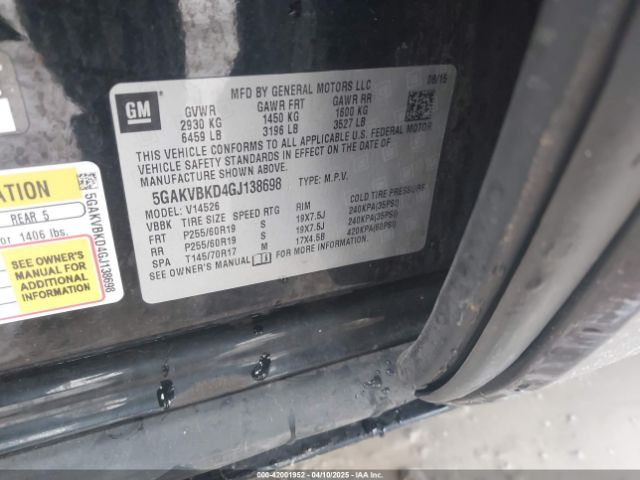 MFD BY GENERAL MOTORS LLC 08/15
GM
GVWR GAWR FRT GAWR RR
2930 KG 1450 KG 1600 KG
6459 LB 3196 LB 3527 LB
THIS VEHICLE CONFORMS TO ALL APPLICABLE U.S. FEDERAL MOTOR
VEHICLE SAFETY STANDARDS IN EFFECT ON THE DATE OF
MANUFACTURE SHOWN ABOVE.
5GAKVBKD4GJ138698 TYPE: M.P.V.
MODEL: V14526
VBBK TIRE SIZE SPEED RTG RIM COLD TIRE PRESSURE
FRT P255/60R19 S 19X7.5J 240KPA(35PSI)
RR P255/60R19 S 19X7.5J 240KPA(35PSI)
SPA T145/70R17 M 17X4.5B 420KPA(60PSI)
SEE OWNER'S MANUAL FOR MORE INFORMATION.
ATION
REAR 5
or 1406 lbs.
SEE OWNER'S
MANUAL FOR
ADDITIONAL
INFORMATION
5GAKVBKD4GJ138698
000-42001952 - 04/10/2025 - IAAI.COM